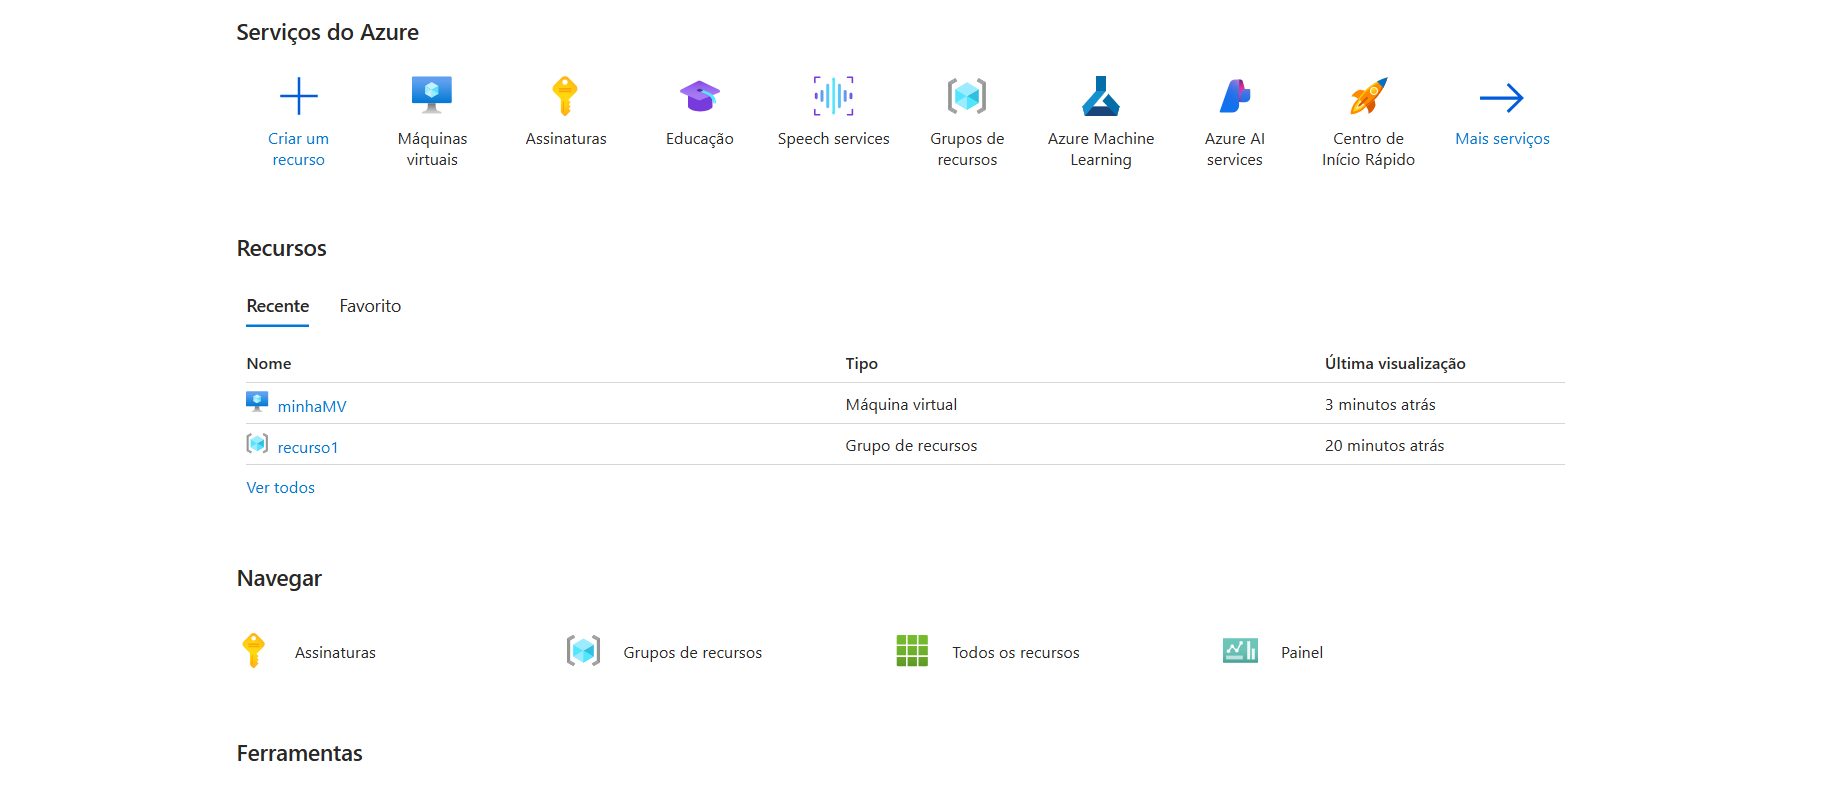 Serviços do Azure
Criar um recurso
Máquinas virtuais
Assinaturas
Educação
Speech services
Grupos de recursos
Azure Machine Learning
Azure AI services
Centro de Início Rápido
Mais serviços
Recursos
Recente Favorito
Nome Tipo Última visualização
minhaMV Máquina virtual 3 minutos atrás
recurso1 Grupo de recursos 20 minutos atrás
Ver todos
Navegar
Assinaturas Grupos de recursos Todos os recursos Painel
Ferramentas